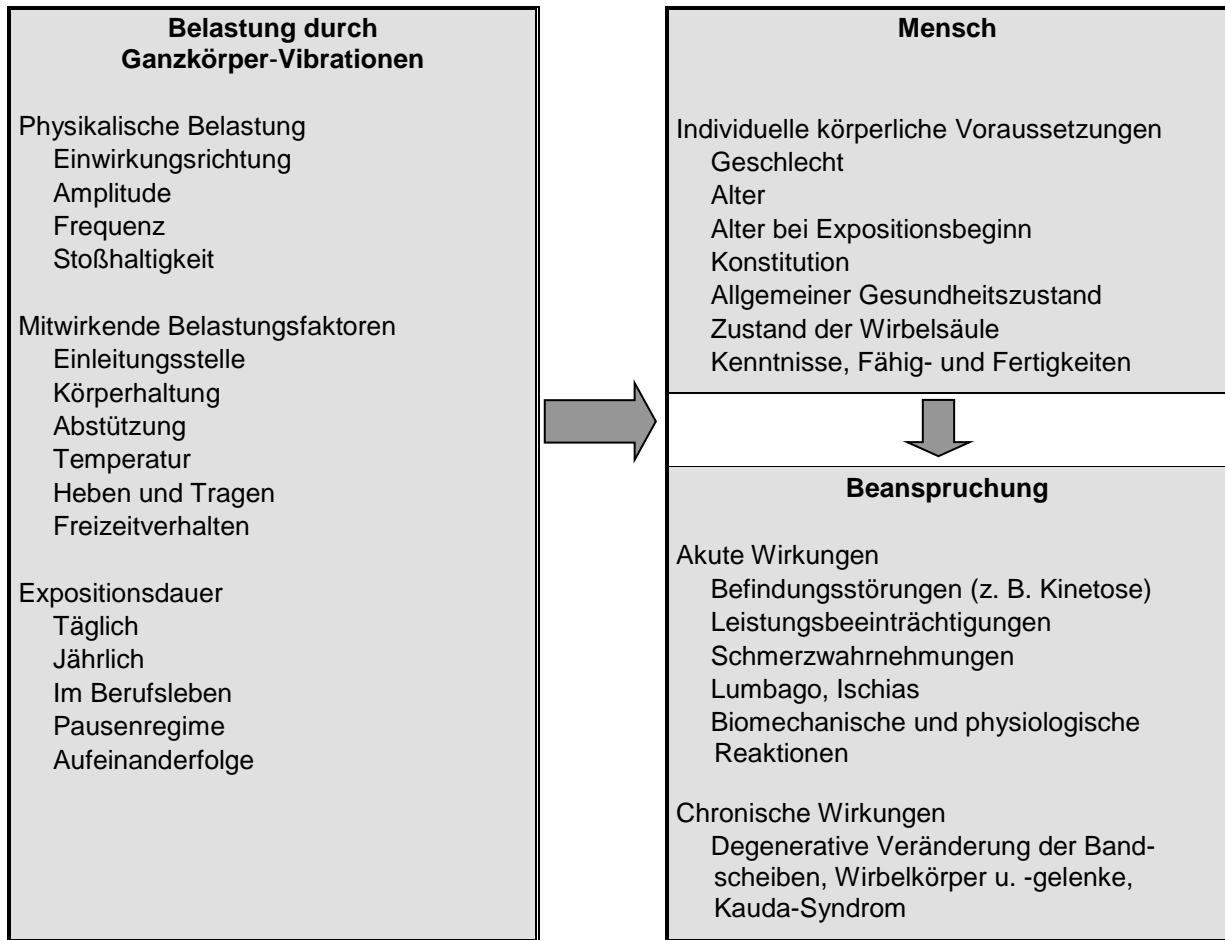 Belastung durch
Ganzkörper-Vibrationen
Physikalische Belastung
Einwirkungsrichtung
Amplitude
Frequenz
Stoßhaltigkeit
Mitwirkende Belastungsfaktoren
Einleitungsstelle
Körperhaltung
Abstützung
Temperatur
Heben und Tragen
Freizeitverhalten
Expositionsdauer
Täglich
Jährlich
Im Berufsleben
Pausenregime
Aufeinanderfolge
Mensch
Individuelle körperliche Voraussetzungen
Geschlecht
Alter
Alter bei Expositionsbeginn
Konstitution
Allgemeiner Gesundheitszustand
Zustand der Wirbelsäule
Kenntnisse, Fähig- und Fertigkeiten
Beanspruchung
Akute Wirkungen
Befindungsstörungen (z. B. Kinetose)
Leistungsbeeinträchtigungen
Schmerzwahrnehmungen
Lumbago, Ischias
Biomechanische und physiologische
Reaktionen
Chronische Wirkungen
Degenerative Veränderung der Band-
scheiben, Wirbelkörper u. -gelenke,
Kauda-Syndrom